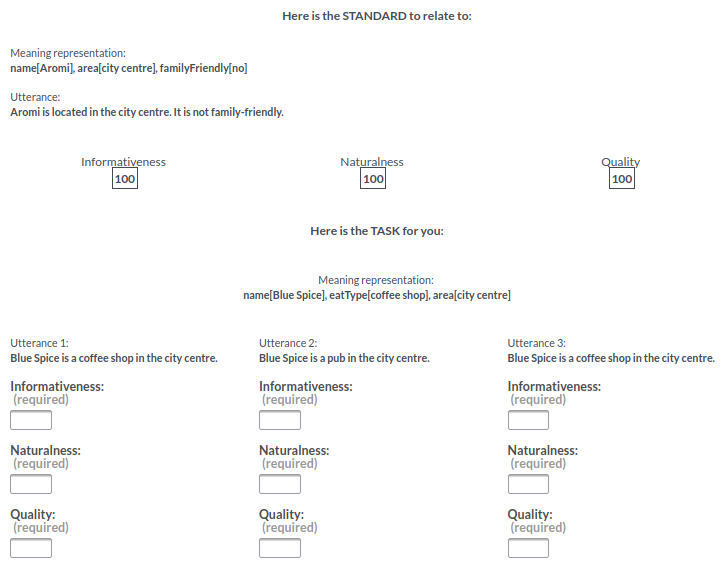 Here is the STANDARD to relate to:
Meaning representation:
name[Aromi], area[city centre], familyFriendly[no]
Utterance:
Aromi is located in the city centre. It is not family-friendly.
Informativeness Naturalness Quality
100 100 100
Here is the TASK for you:
Meaning representation:
name[Blue Spice], eatType[coffee shop], area[city centre]
Utterance 1: Utterance 2: Utterance 3:
Blue Spice is a coffee shop in the city centre. Blue Spice is a pub in the city centre. Blue Spice is a coffee shop in the city centre.
Informativeness: Informativeness: Informativeness:
(required) (required) (required)
Naturalness: Naturalness: Naturalness:
(required) (required) (required)
Quality: Quality: Quality:
(required) (required) (required)